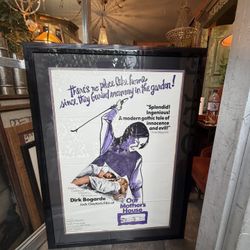 there's no place like home
since they buried mommy in the garden!
"Splendid!
Ingenious!
A modern gothic tale of
innocence
and evil!"
Dirk Bogarde
Our
Mother's
House